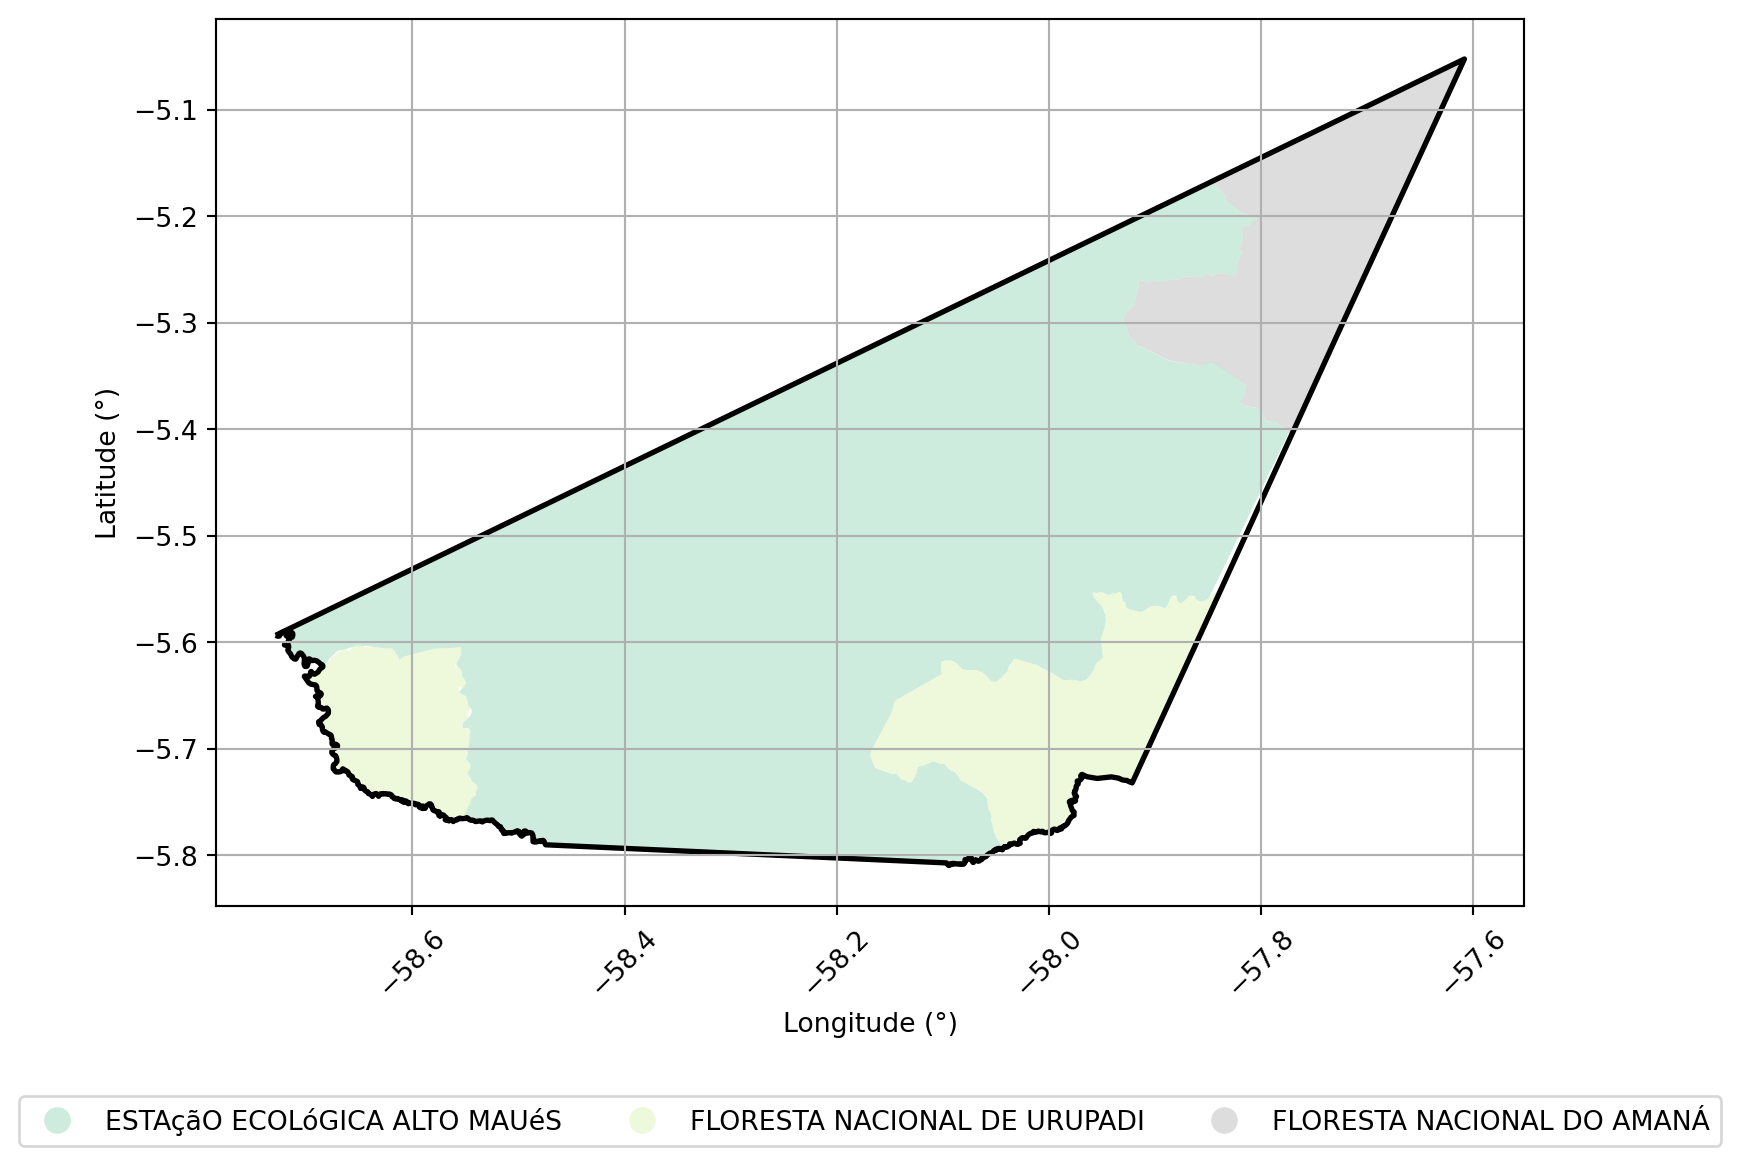 −5.1
−5.2
−5.3
−5.4
−5.5
−5.6
−5.7
−5.8
Latitude (°)
−58.6
−58.4
−58.2
−58.0
−57.8
−57.6
Longitude (°)
ESTAçãO ECOLóGICA ALTO MAUéS
FLORESTA NACIONAL DE URUPADI
FLORESTA NACIONAL DO AMANÁ